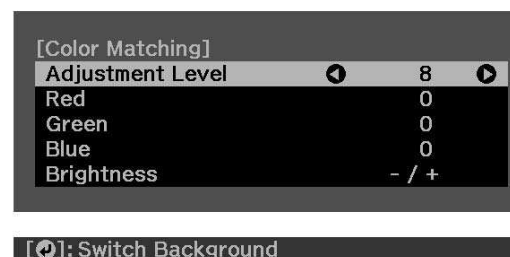 [Color Matching]
Adjustment Level 8
Red 0
Green 0
Blue 0
Brightness - / +
[⏎]: Switch Background